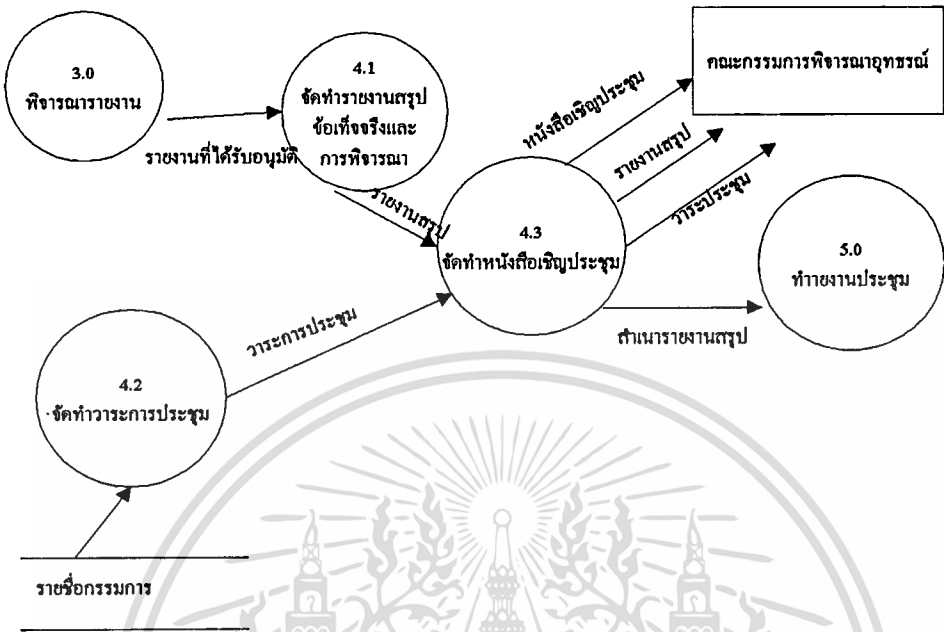 3.0
พิจารณารายงาน
รายงานที่ได้รับอนุมัติ
4.1
จัดทำรายงานสรุป
ข้อเท็จจริงและ
การพิจารณา
รายงานสรุป
คณะกรรมการพิจารณาอุทธรณ์
หนังสือเชิญประชุม
รายงานสรุป
วาระประชุม
4.3
จัดทำหนังสือเชิญประชุม
5.0
ทำายงานประชุม
สำเนารายงานสรุป
วาระการประชุม
4.2
จัดทำวาระการประชุม
รายชื่อกรรมการ